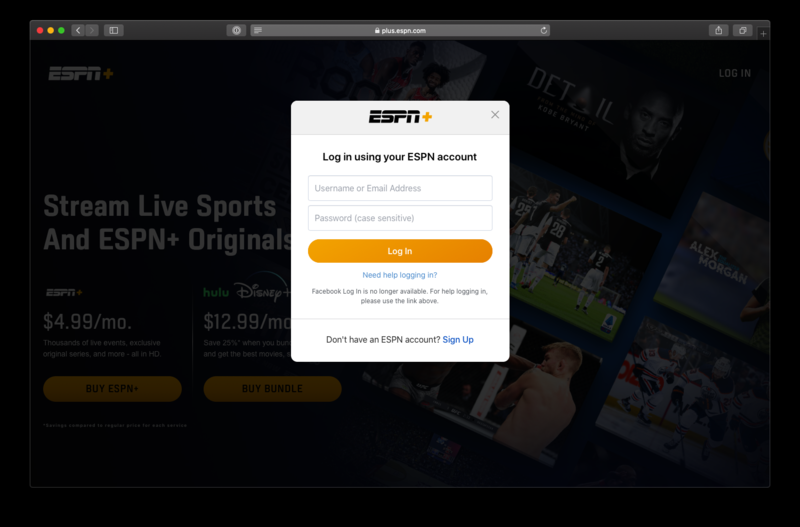 plus.espn.com
ESPN+
LOG IN
DETAIL
KOBE BRYANT
ESPN+
Log in using your ESPN account
Username or Email Address
Password (case sensitive)
Log In
Need help logging in?
Facebook Log In is no longer available. For help logging in,
please use the link above.
Don't have an ESPN account? Sign Up
Stream Live Sports
And ESPN+ Originals
ESPN+
$4.99/mo.
Thousands of live events, exclusive
original series, and more - all in HD.
BUY ESPN+
hulu Disney+
$12.99/mo.
Save 25%* when you bun
and get the best movies, s
BUY BUNDLE
*Savings compared to regular price for each service
28
25
7
ALEX
MORGAN